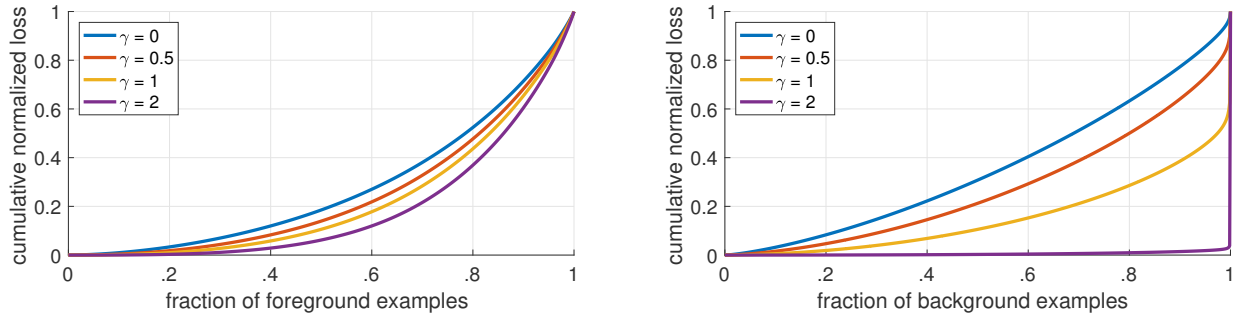 cumulative normalized loss
1
0.8
0.6
0.4
0.2
0
γ = 0
γ = 0.5
γ = 1
γ = 2
0 .2 .4 .6 .8 1
fraction of foreground examples
cumulative normalized loss
1
0.8
0.6
0.4
0.2
0
γ = 0
γ = 0.5
γ = 1
γ = 2
0 .2 .4 .6 .8 1
fraction of background examples